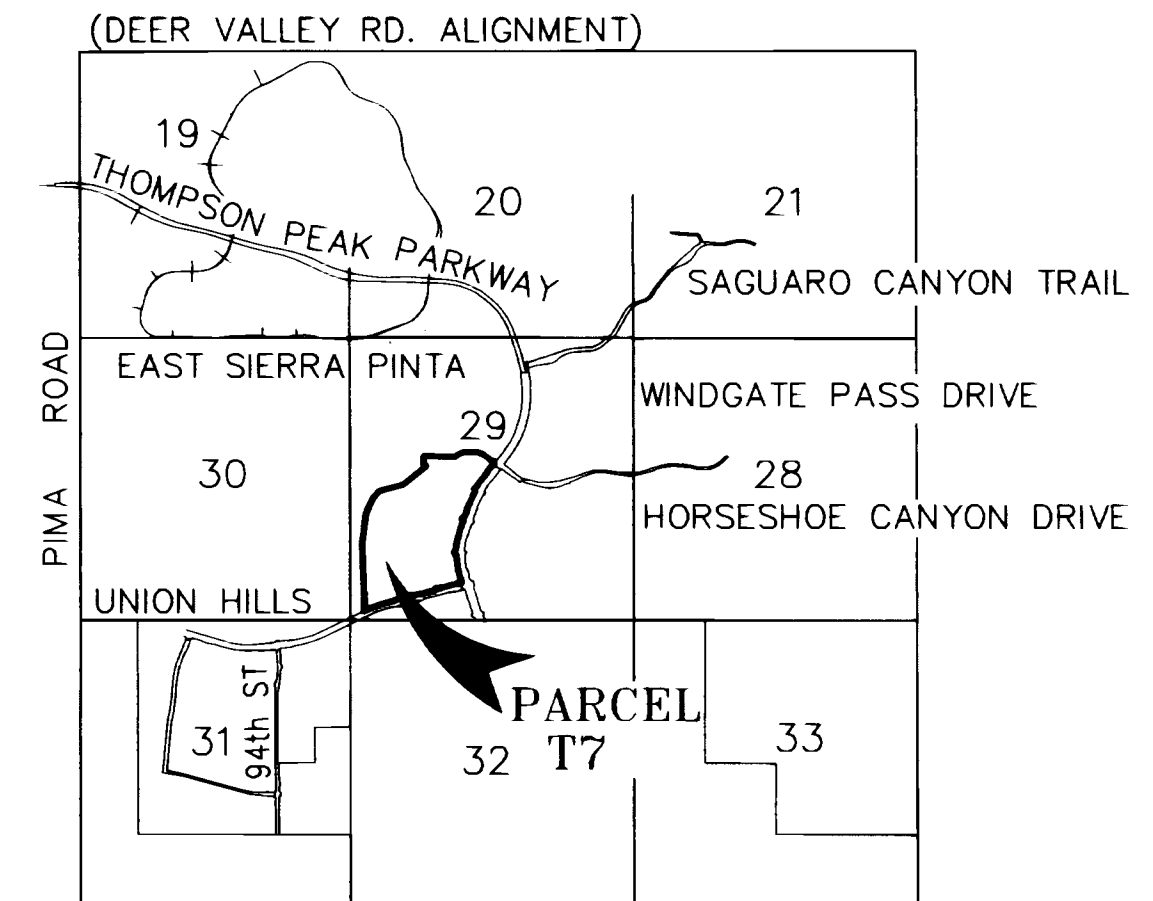 (DEER VALLEY RD. ALIGNMENT)
19
THOMPSON PEAK PARKWAY
20
21
SAGUARO CANYON TRAIL
PIMA ROAD
EAST SIERRA PINTA
WINDGATE PASS DRIVE
29
30
28
HORSESHOE CANYON DRIVE
UNION HILLS
94th ST
31
PARCEL
T7
32
33